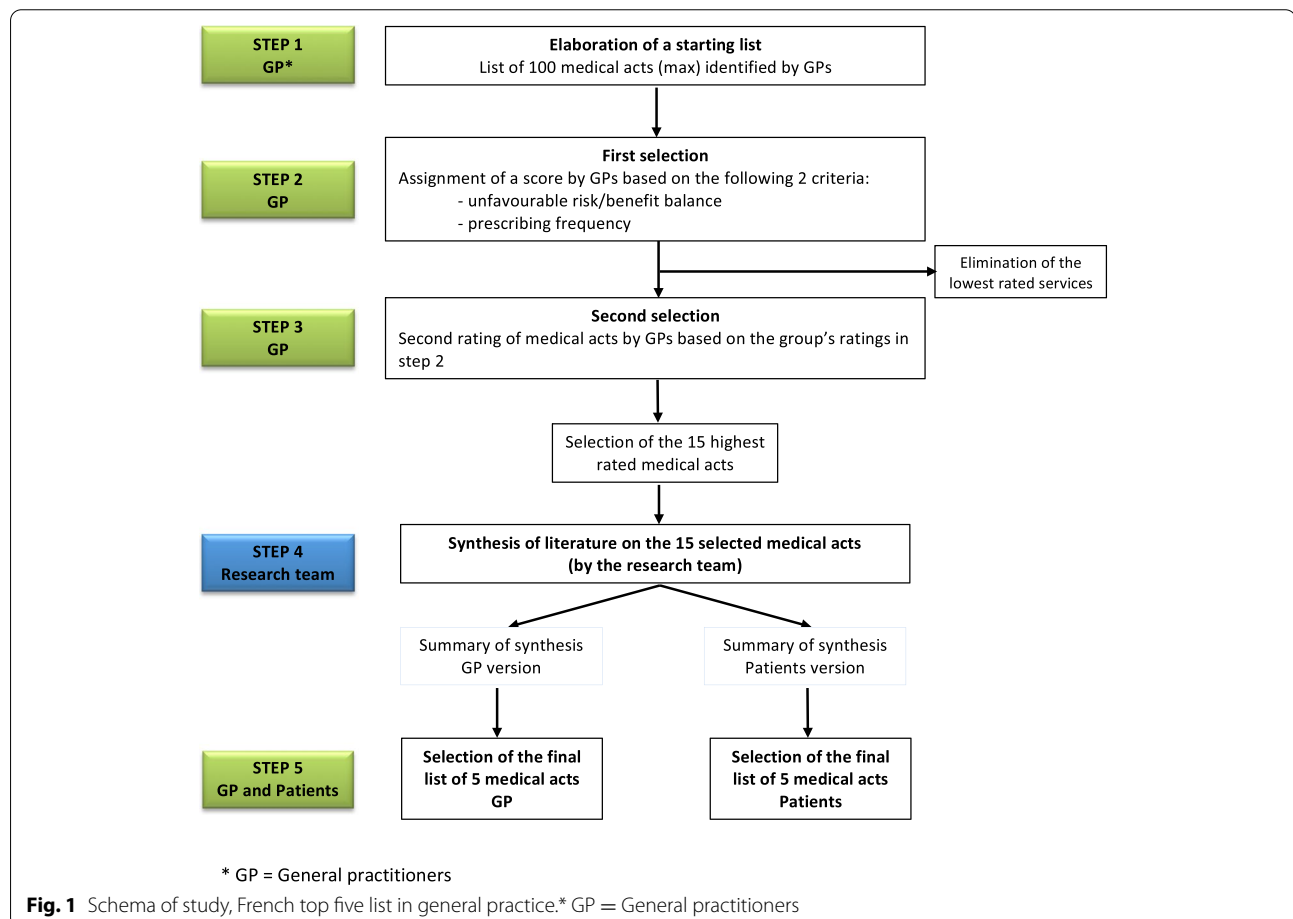 STEP 1
GP*
Elaboration of a starting list
List of 100 medical acts (max) identified by GPs
STEP 2
GP
First selection
Assignment of a score by GPs based on the following 2 criteria:
- unfavourable risk/benefit balance
- prescribing frequency
Elimination of the
lowest rated services
STEP 3
GP
Second selection
Second rating of medical acts by GPs based on the group's ratings in
step 2
Selection of the 15 highest
rated medical acts
STEP 4
Research team
Synthesis of literature on the 15 selected medical acts
(by the research team)
Summary of synthesis
GP version
Summary of synthesis
Patients version
STEP 5
GP and Patients
Selection of the final
list of 5 medical acts
GP
Selection of the final
list of 5 medical acts
Patients
* GP = General practitioners
Fig. 1 Schema of study, French top five list in general practice.* GP = General practitioners